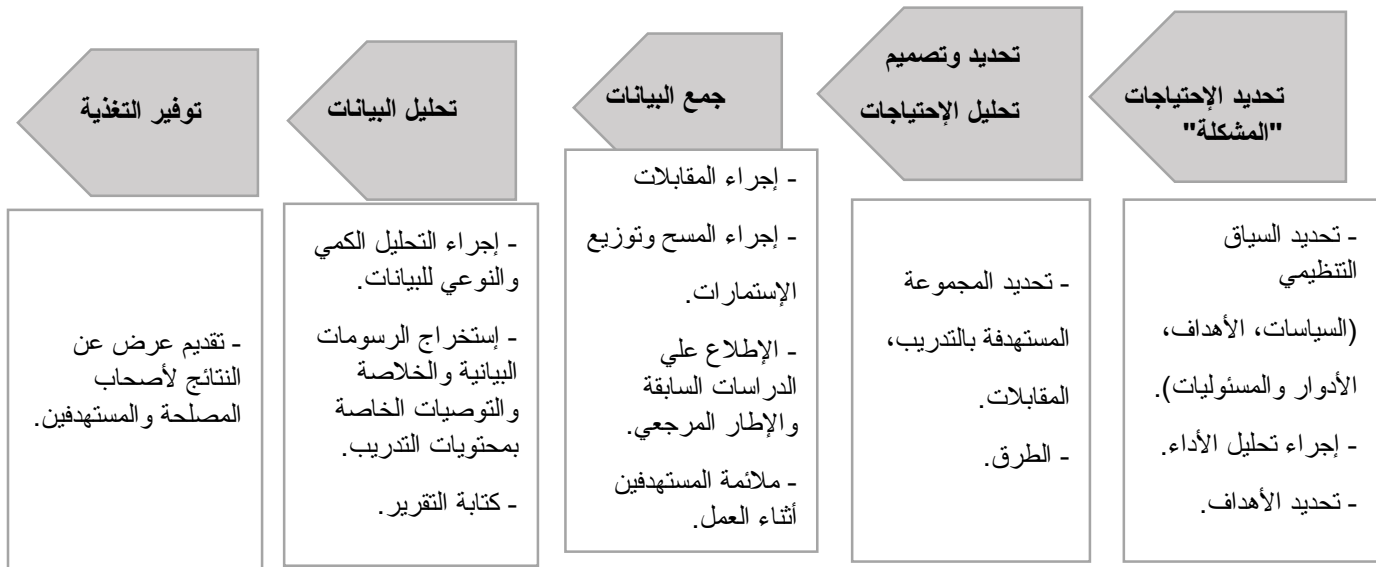 تحديد الإحتياجات
"المشكلة"
- تحديد السياق
التنظيمي
(السياسات، الأهداف،
الأدوار والمسئوليات).
- إجراء تحليل الأداء.
- تحديد الأهداف.
تحديد وتصميم
تحليل الإحتياجات
- تحديد المجموعة
المستهدفة بالتدريب،
المقابلات.
- الطرق.
جمع البيانات
- إجراء المقابلات
- إجراء المسح وتوزيع
الإستمارات.
- الإطلاع علي
الدراسات السابقة
والإطار المرجعي.
- ملائمة المستهدفين
أثناء العمل.
تحليل البيانات
- إجراء التحليل الكمي
والنوعي للبيانات.
- إستخراج الرسومات
البيانية والخلاصة
والتوصيات الخاصة
بمحتويات التدريب.
- كتابة التقرير.
توفير التغذية
- تقديم عرض عن
النتائج لأصحاب
المصلحة والمستهدفين.